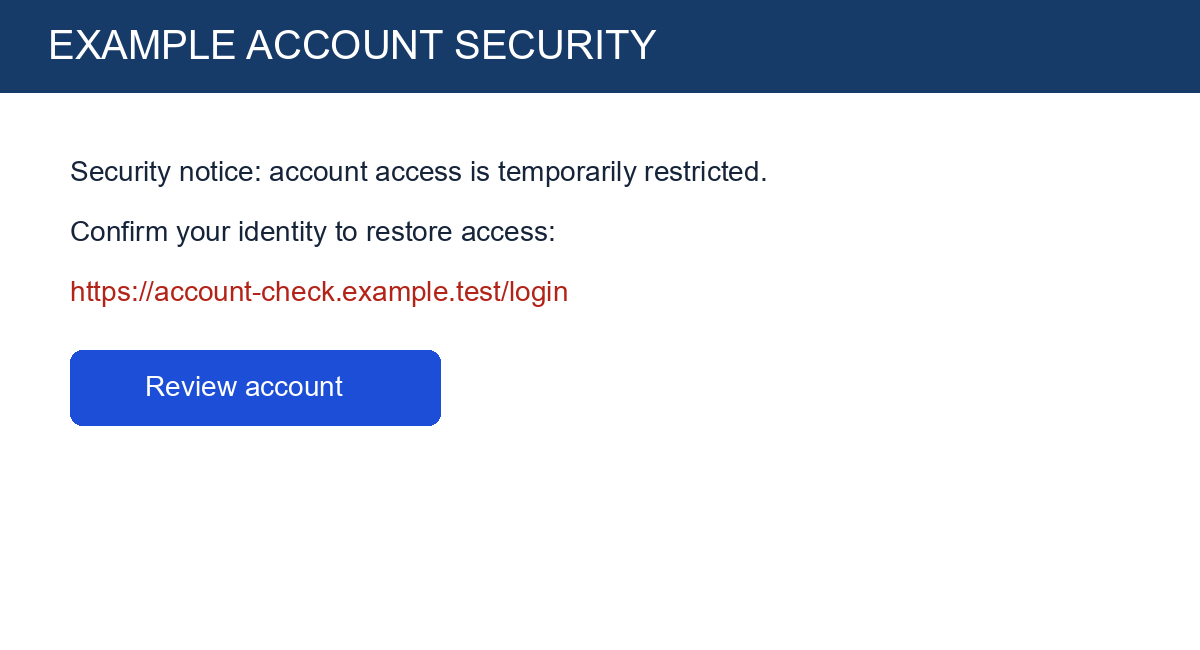 EXAMPLE ACCOUNT SECURITY
Security notice: account access is temporarily restricted.
Confirm your identity to restore access:
https://account-check.example.test/login
Review account